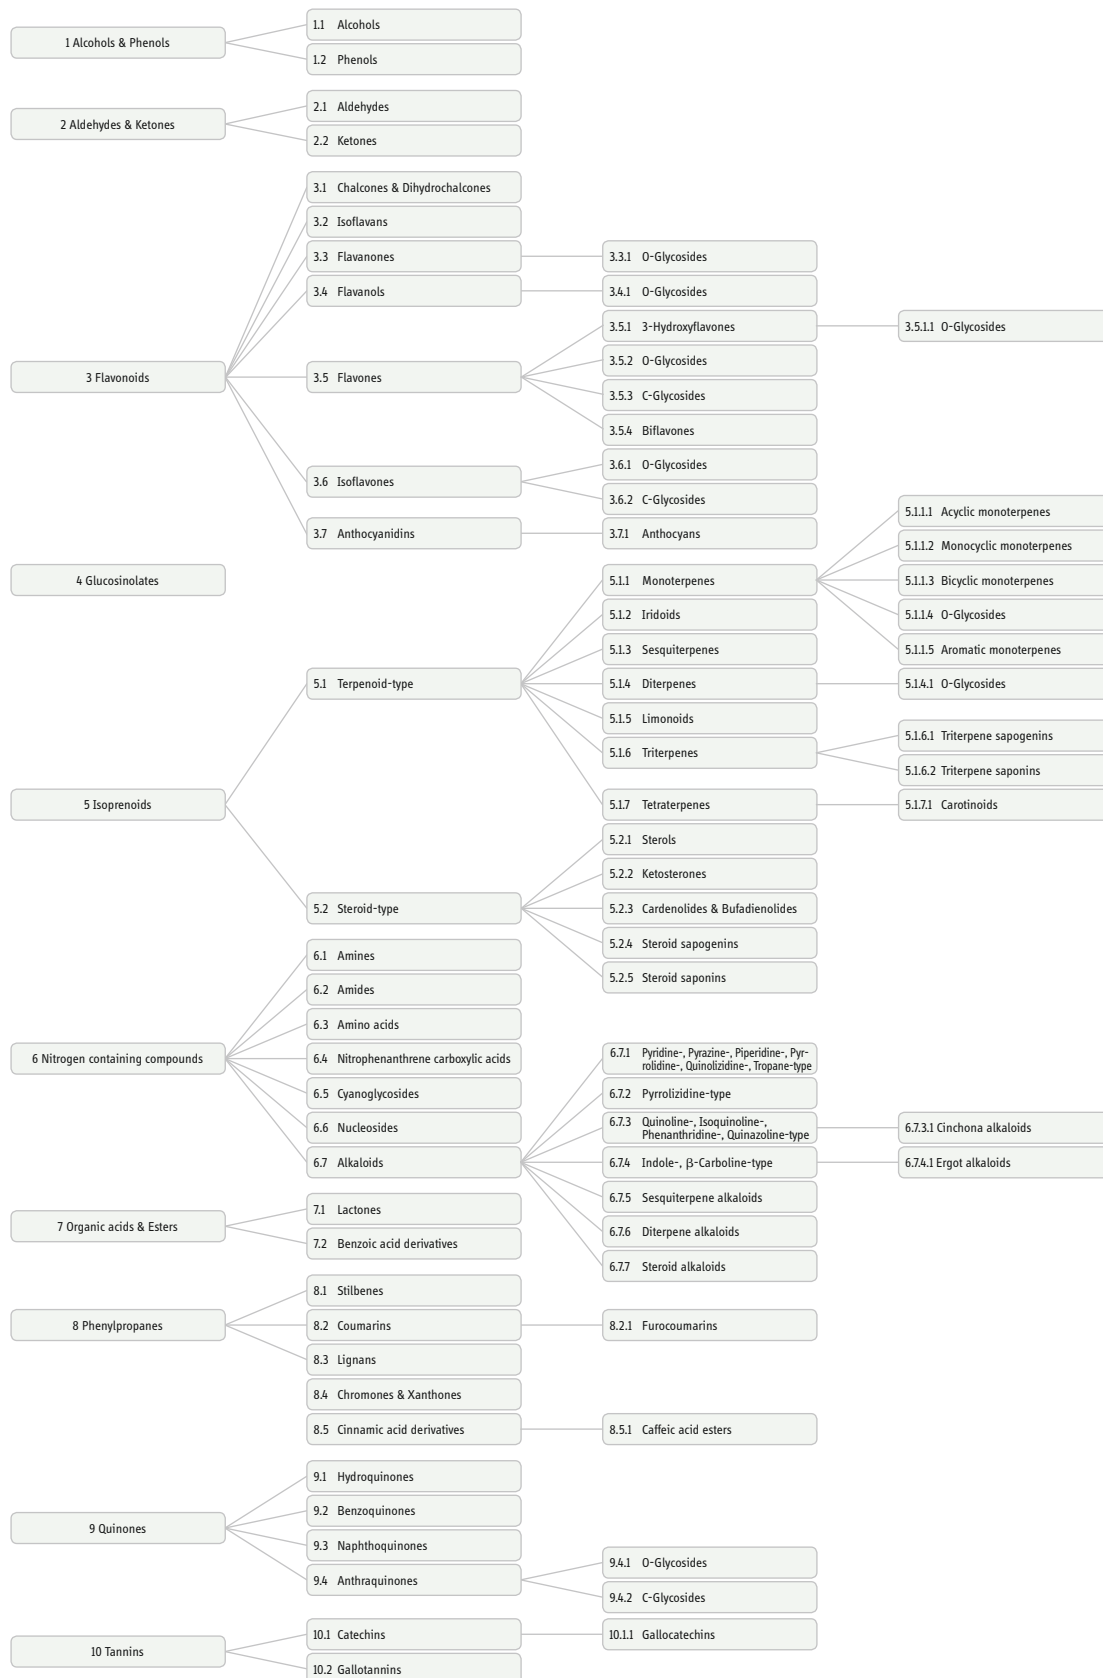 1 Alcohols & Phenols
1.1 Alcohols
1.2 Phenols
2 Aldehydes & Ketones
2.1 Aldehydes
2.2 Ketones
3 Flavonoids
3.1 Chalcones & Dihydrochalcones
3.2 Isoflavans
3.3 Flavanones
3.3.1 O-Glycosides
3.4 Flavanols
3.4.1 O-Glycosides
3.5 Flavones
3.5.1 3-Hydroxyflavones
3.5.1.1 O-Glycosides
3.5.2 O-Glycosides
3.5.3 C-Glycosides
3.5.4 Biflavones
3.6 Isoflavones
3.6.1 O-Glycosides
3.6.2 C-Glycosides
3.7 Anthocyanidins
3.7.1 Anthocyans
4 Glucosinolates
5 Isoprenoids
5.1 Terpenoid-type
5.1.1 Monoterpenes
5.1.1.1 Acyclic monoterpenes
5.1.1.2 Monocyclic monoterpenes
5.1.1.3 Bicyclic monoterpenes
5.1.1.4 O-Glycosides
5.1.1.5 Aromatic monoterpenes
5.1.2 Iridoids
5.1.3 Sesquiterpenes
5.1.4 Diterpenes
5.1.4.1 O-Glycosides
5.1.5 Limonoids
5.1.6 Triterpenes
5.1.6.1 Triterpene sapogenins
5.1.6.2 Triterpene saponins
5.1.7 Tetraterpenes
5.1.7.1 Carotinoids
5.2 Steroid-type
5.2.1 Sterols
5.2.2 Ketosterones
5.2.3 Cardenolides & Bufadienolides
5.2.4 Steroid sapogenins
5.2.5 Steroid saponins
6 Nitrogen containing compounds
6.1 Amines
6.2 Amides
6.3 Amino acids
6.4 Nitrophenanthrene carboxylic acids
6.5 Cyanoglycosides
6.6 Nucleosides
6.7 Alkaloids
6.7.1 Pyridine-, Pyrazine-, Piperidine-, Pyr-
rolidine-, Quinolizidine-, Tropane-type
6.7.2 Pyrrolizidine-type
6.7.3 Quinoline-, Isoquinoline-,
Phenanthridine-, Quinazoline-type
6.7.3.1 Cinchona alkaloids
6.7.4 Indole-, β-Carboline-type
6.7.4.1 Ergot alkaloids
6.7.5 Sesquiterpene alkaloids
6.7.6 Diterpene alkaloids
6.7.7 Steroid alkaloids
7 Organic acids & Esters
7.1 Lactones
7.2 Benzoic acid derivatives
8 Phenylpropanes
8.1 Stilbenes
8.2 Coumarins
8.2.1 Furocoumarins
8.3 Lignans
8.4 Chromones & Xanthones
8.5 Cinnamic acid derivatives
8.5.1 Caffeic acid esters
9 Quinones
9.1 Hydroquinones
9.2 Benzoquinones
9.3 Naphthoquinones
9.4 Anthraquinones
9.4.1 O-Glycosides
9.4.2 C-Glycosides
10 Tannins
10.1 Catechins
10.1.1 Gallocatechins
10.2 Gallotannins